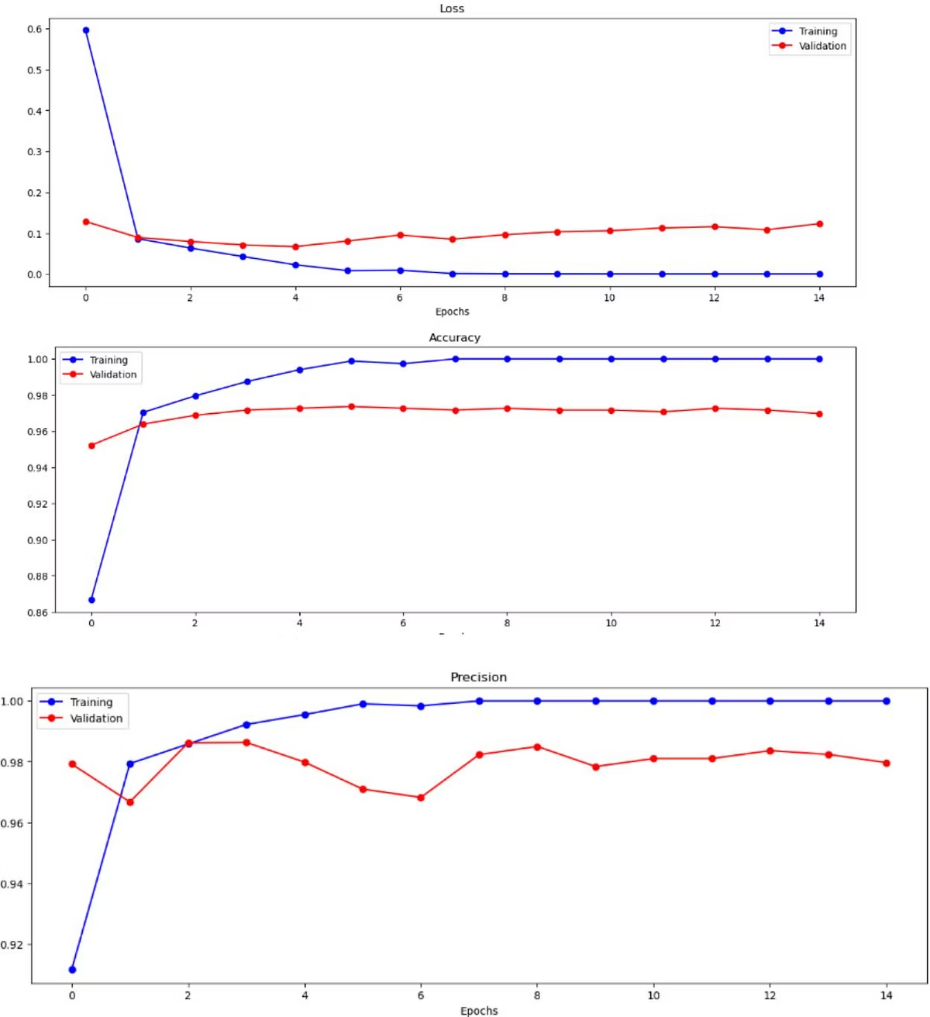 Loss
Training
Validation
0.6
0.5
0.4
0.3
0.2
0.1
0.0
0 2 4 6 8 10 12 14
Epochs
Accuracy
Training
Validation
1.00
0.98
0.96
0.94
0.92
0.90
0.88
0.86
0 2 4 6 8 10 12 14
Precision
Training
Validation
1.00
0.98
0.96
0.94
0.92
0 2 4 6 8 10 12 14
Epochs